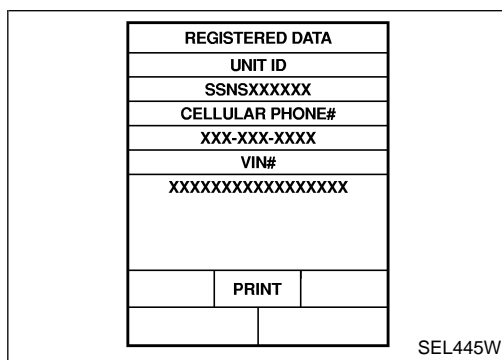 REGISTERED DATA
UNIT ID
SSNSXXXXXX
CELLULAR PHONE#
XXX-XXX-XXXX
VIN#
XXXXXXXXXXXXXXXXX
PRINT
SEL445W